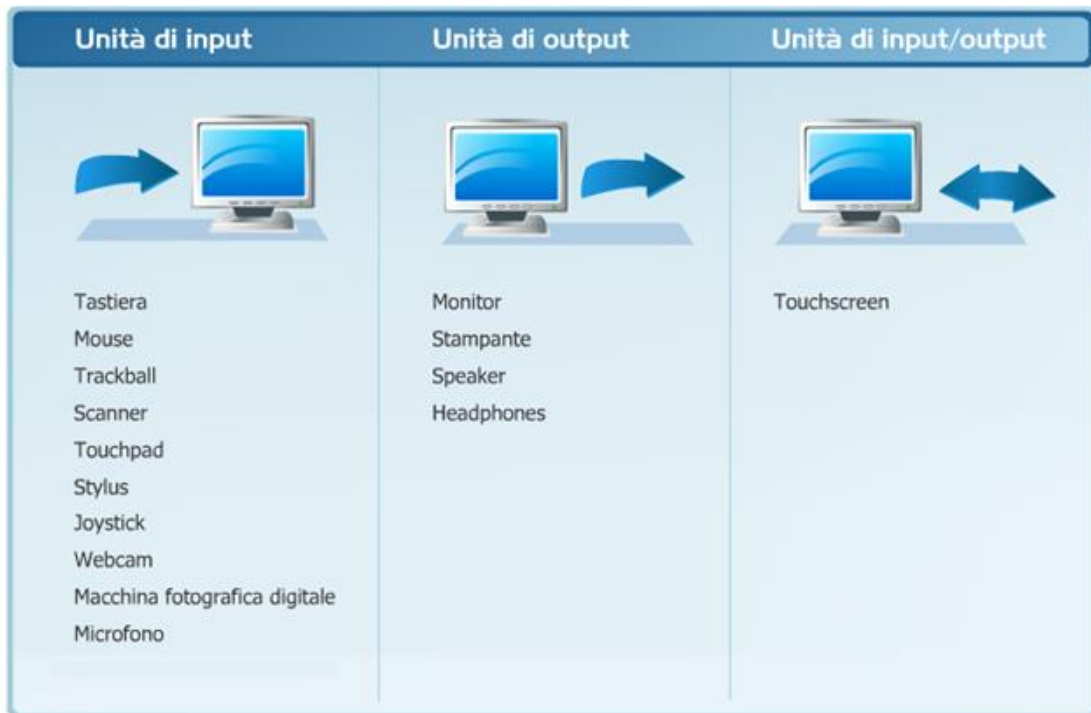 Unità di input
Tastiera
Mouse
Trackball
Scanner
Touchpad
Stylus
Joystick
Webcam
Macchina fotografica digitale
Microfono
Unità di output
Monitor
Stampante
Speaker
Headphones
Unità di input/output
Touchscreen